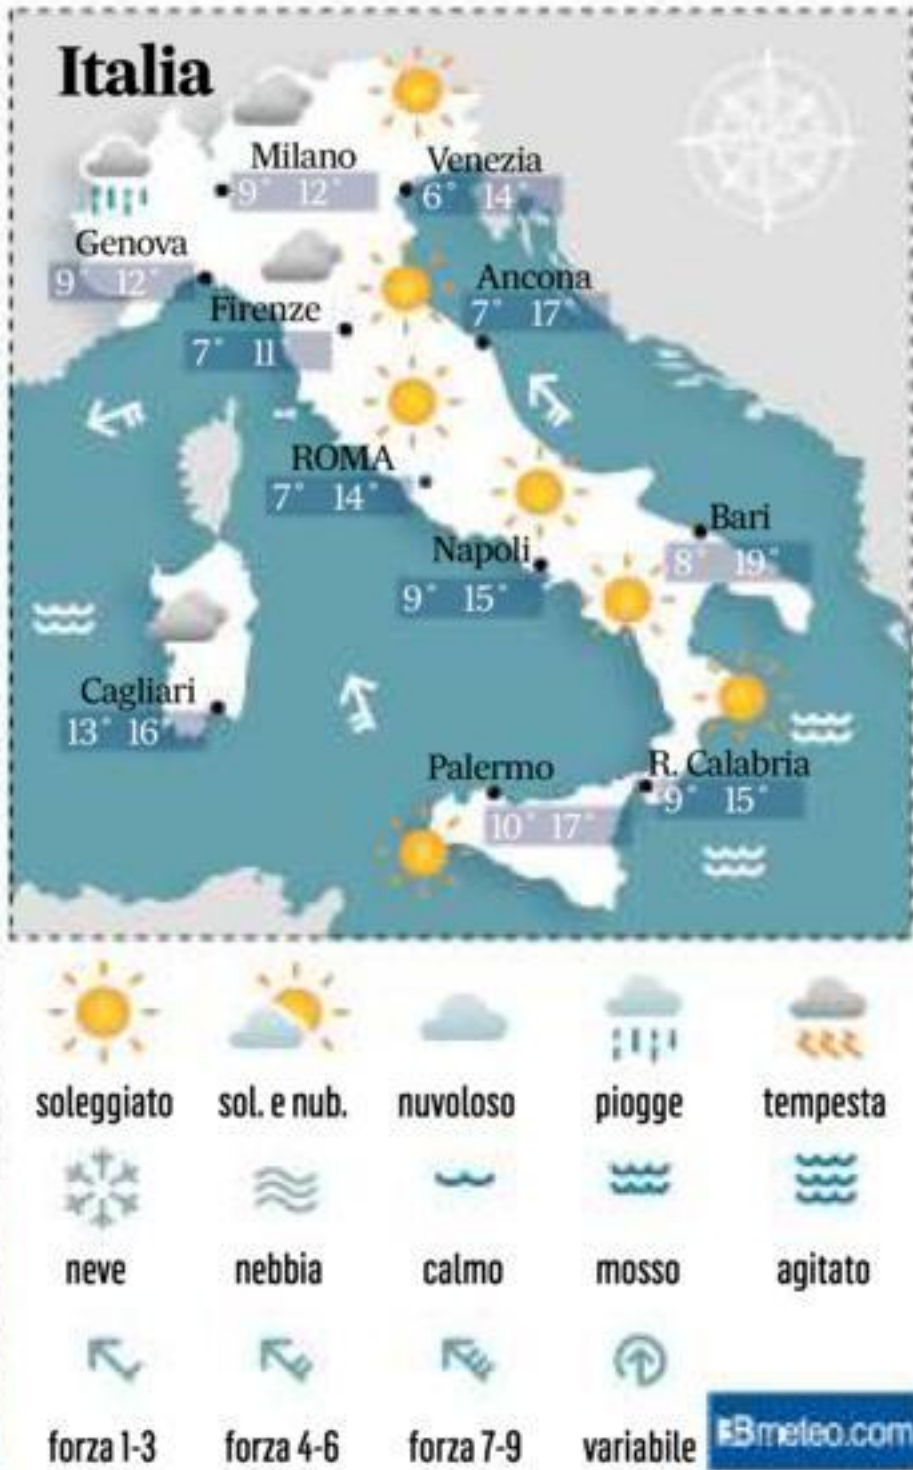 Italia
Milano
9° 12°
Venezia
6° 14°
Genova
9° 12°
Firenze
7° 11
Ancona
7° 17°
ROMA
7° 14°
Napoli
9° 15°
Bari
8° 19°
Cagliari
13° 16°
Palermo
10° 17°
R. Calabria
9° 15°
soleggiato sol. e nub. nuvoloso piogge tempesta
neve nebbia calmo mosso agitato
forza 1-3 forza 4-6 forza 7-9 variabile
3Bmeteo.com